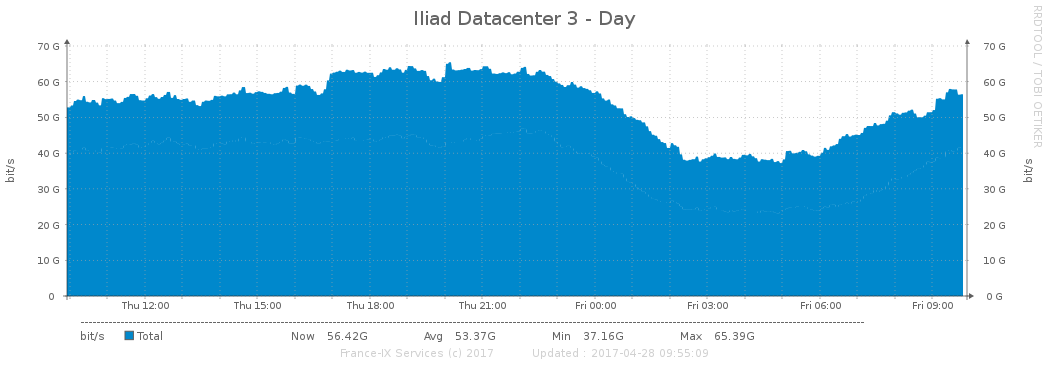 Iliad Datacenter 3 - Day
RRDTOOL / TOBI OETIKER
70 G 70 G
60 G 60 G
50 G 50 G
40 G 40 G
30 G 30 G
20 G 20 G
10 G 10 G
0 0 G
bit/s bit/s
Thu 12:00 Thu 15:00 Thu 18:00 Thu 21:00 Fri 00:00 Fri 03:00 Fri 06:00 Fri 09:00
bit/s Total Now 56.42G Avg 53.37G Min 37.16G Max 65.39G
France-IX Services (c) 2017 Updated : 2017-04-28 09:55:09